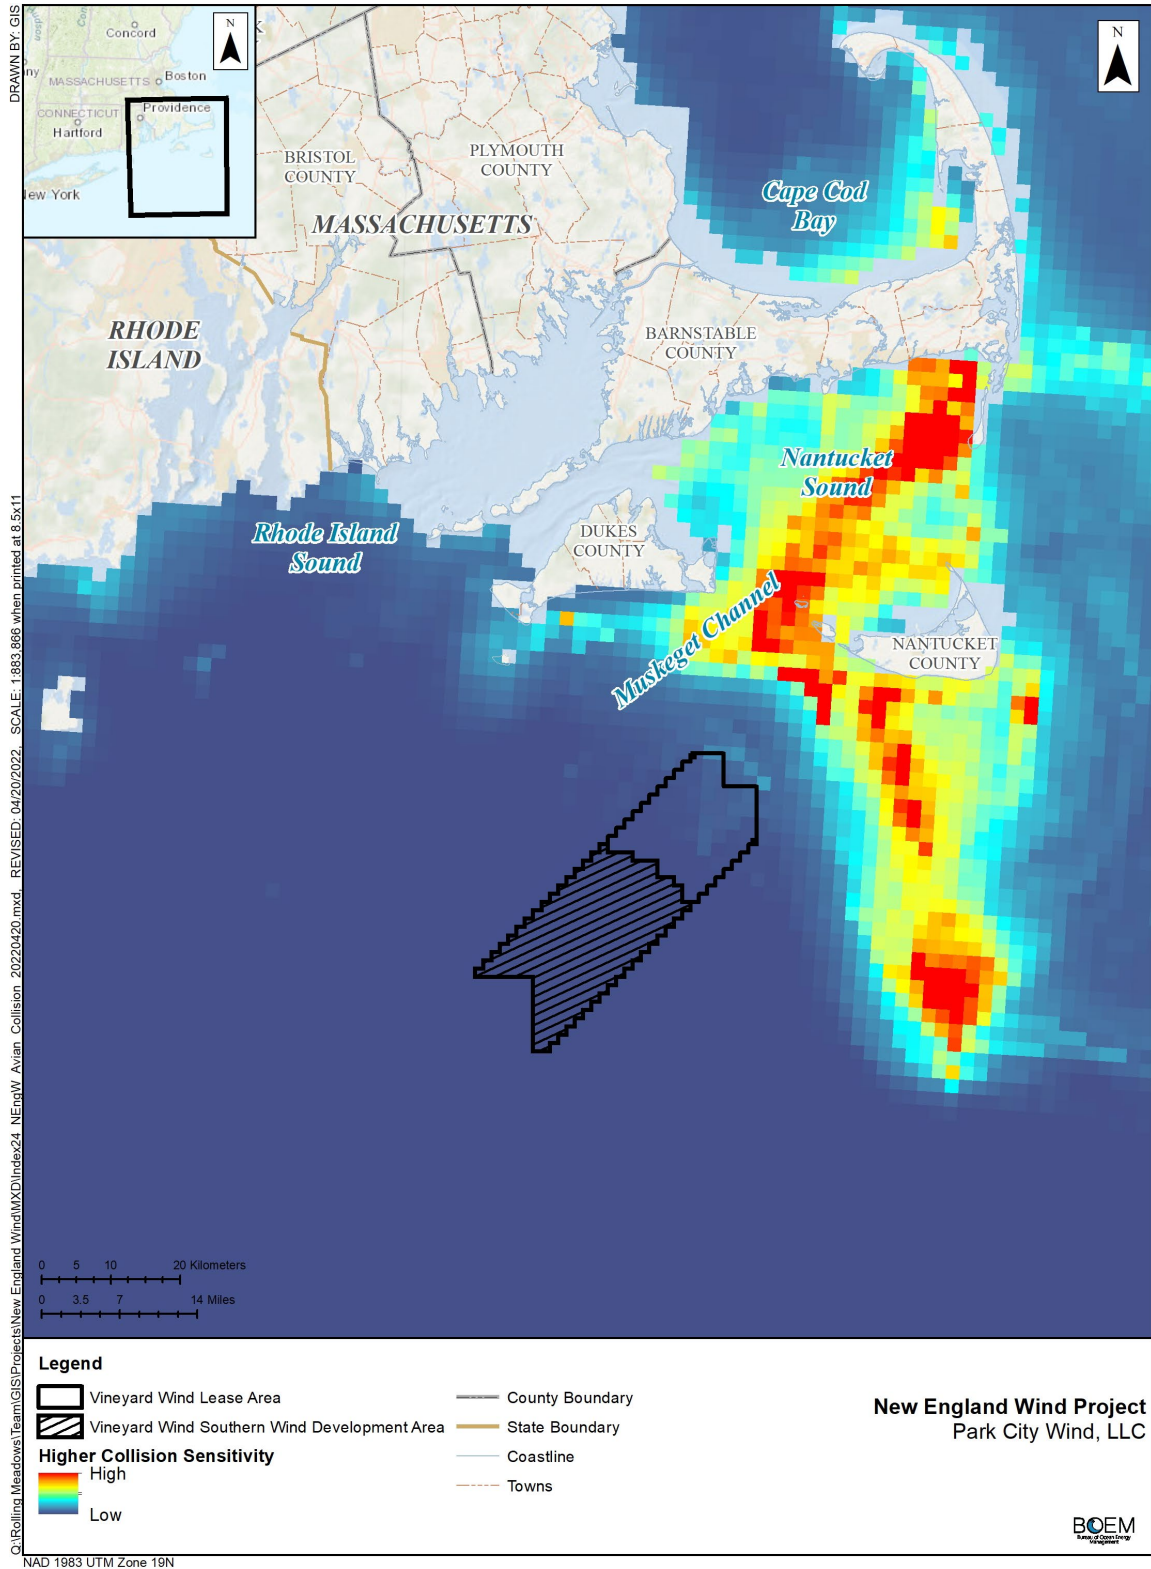 DRAWN BY: GIS
Q:\Rolling Meadows\Team\GIS\Projects\New England Wind\MXD\Index24_NEngW_Avian_Collision_20220420.mxd, REVISED: 04/20/2022, SCALE: 1:883,866 when printed at 8.5x11
Concord
MASSACHUSETTS
Boston
CONNECTICUT
Providence
Hartford
New York
N
N
BRISTOL
COUNTY
PLYMOUTH
COUNTY
Cape Cod
Bay
MASSACHUSETTS
RHODE
ISLAND
BARNSTABLE
COUNTY
Nantucket
Sound
Rhode Island
Sound
DUKES
COUNTY
Muskeget Channel
NANTUCKET
COUNTY
0 5 10 20 Kilometers
0 3.5 7 14 Miles
Legend
Vineyard Wind Lease Area
Vineyard Wind Southern Wind Development Area
Higher Collision Sensitivity
High
Low
County Boundary
State Boundary
Coastline
Towns
New England Wind Project
Park City Wind, LLC
BOEM
Bureau of Ocean Energy
Management
NAD 1983 UTM Zone 19N